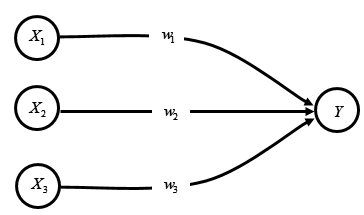 X₁ w₁
X₂ w₂ Y
X₃ w₃